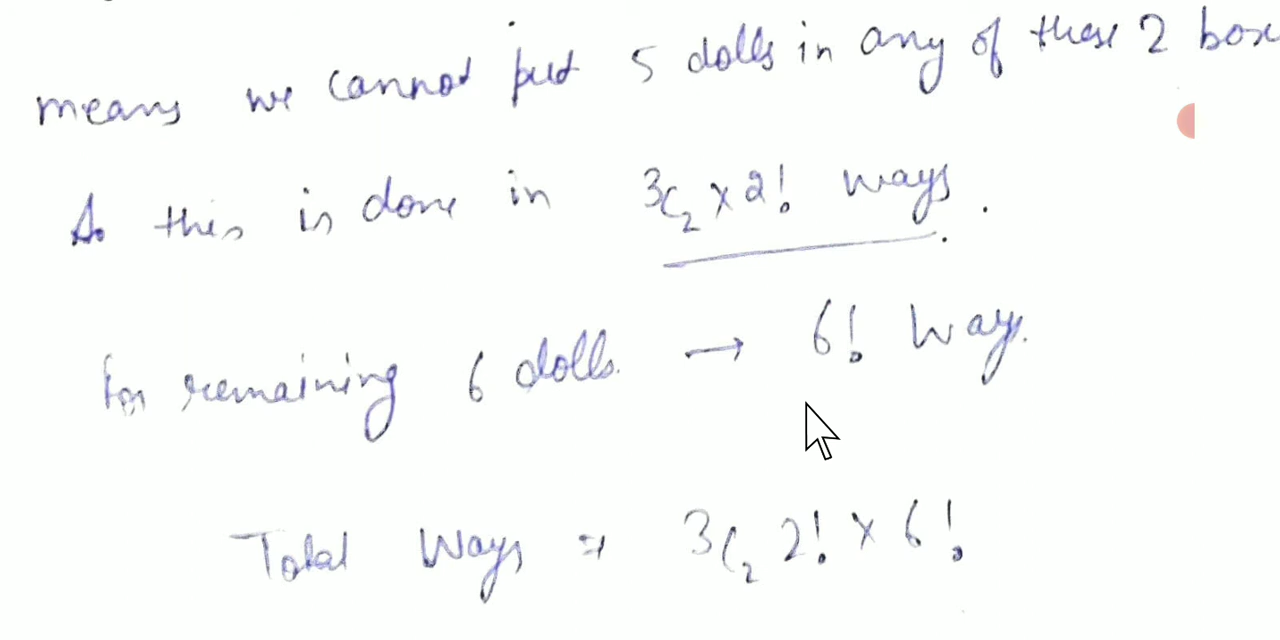 means we cannot put 5 dolls in any of these 2 box
So this is done in ³C₂ × 2! ways.
for remaining 6 dolls. → 6! Ways.
Total Ways ⇒ ³C₂ 2! × 6!